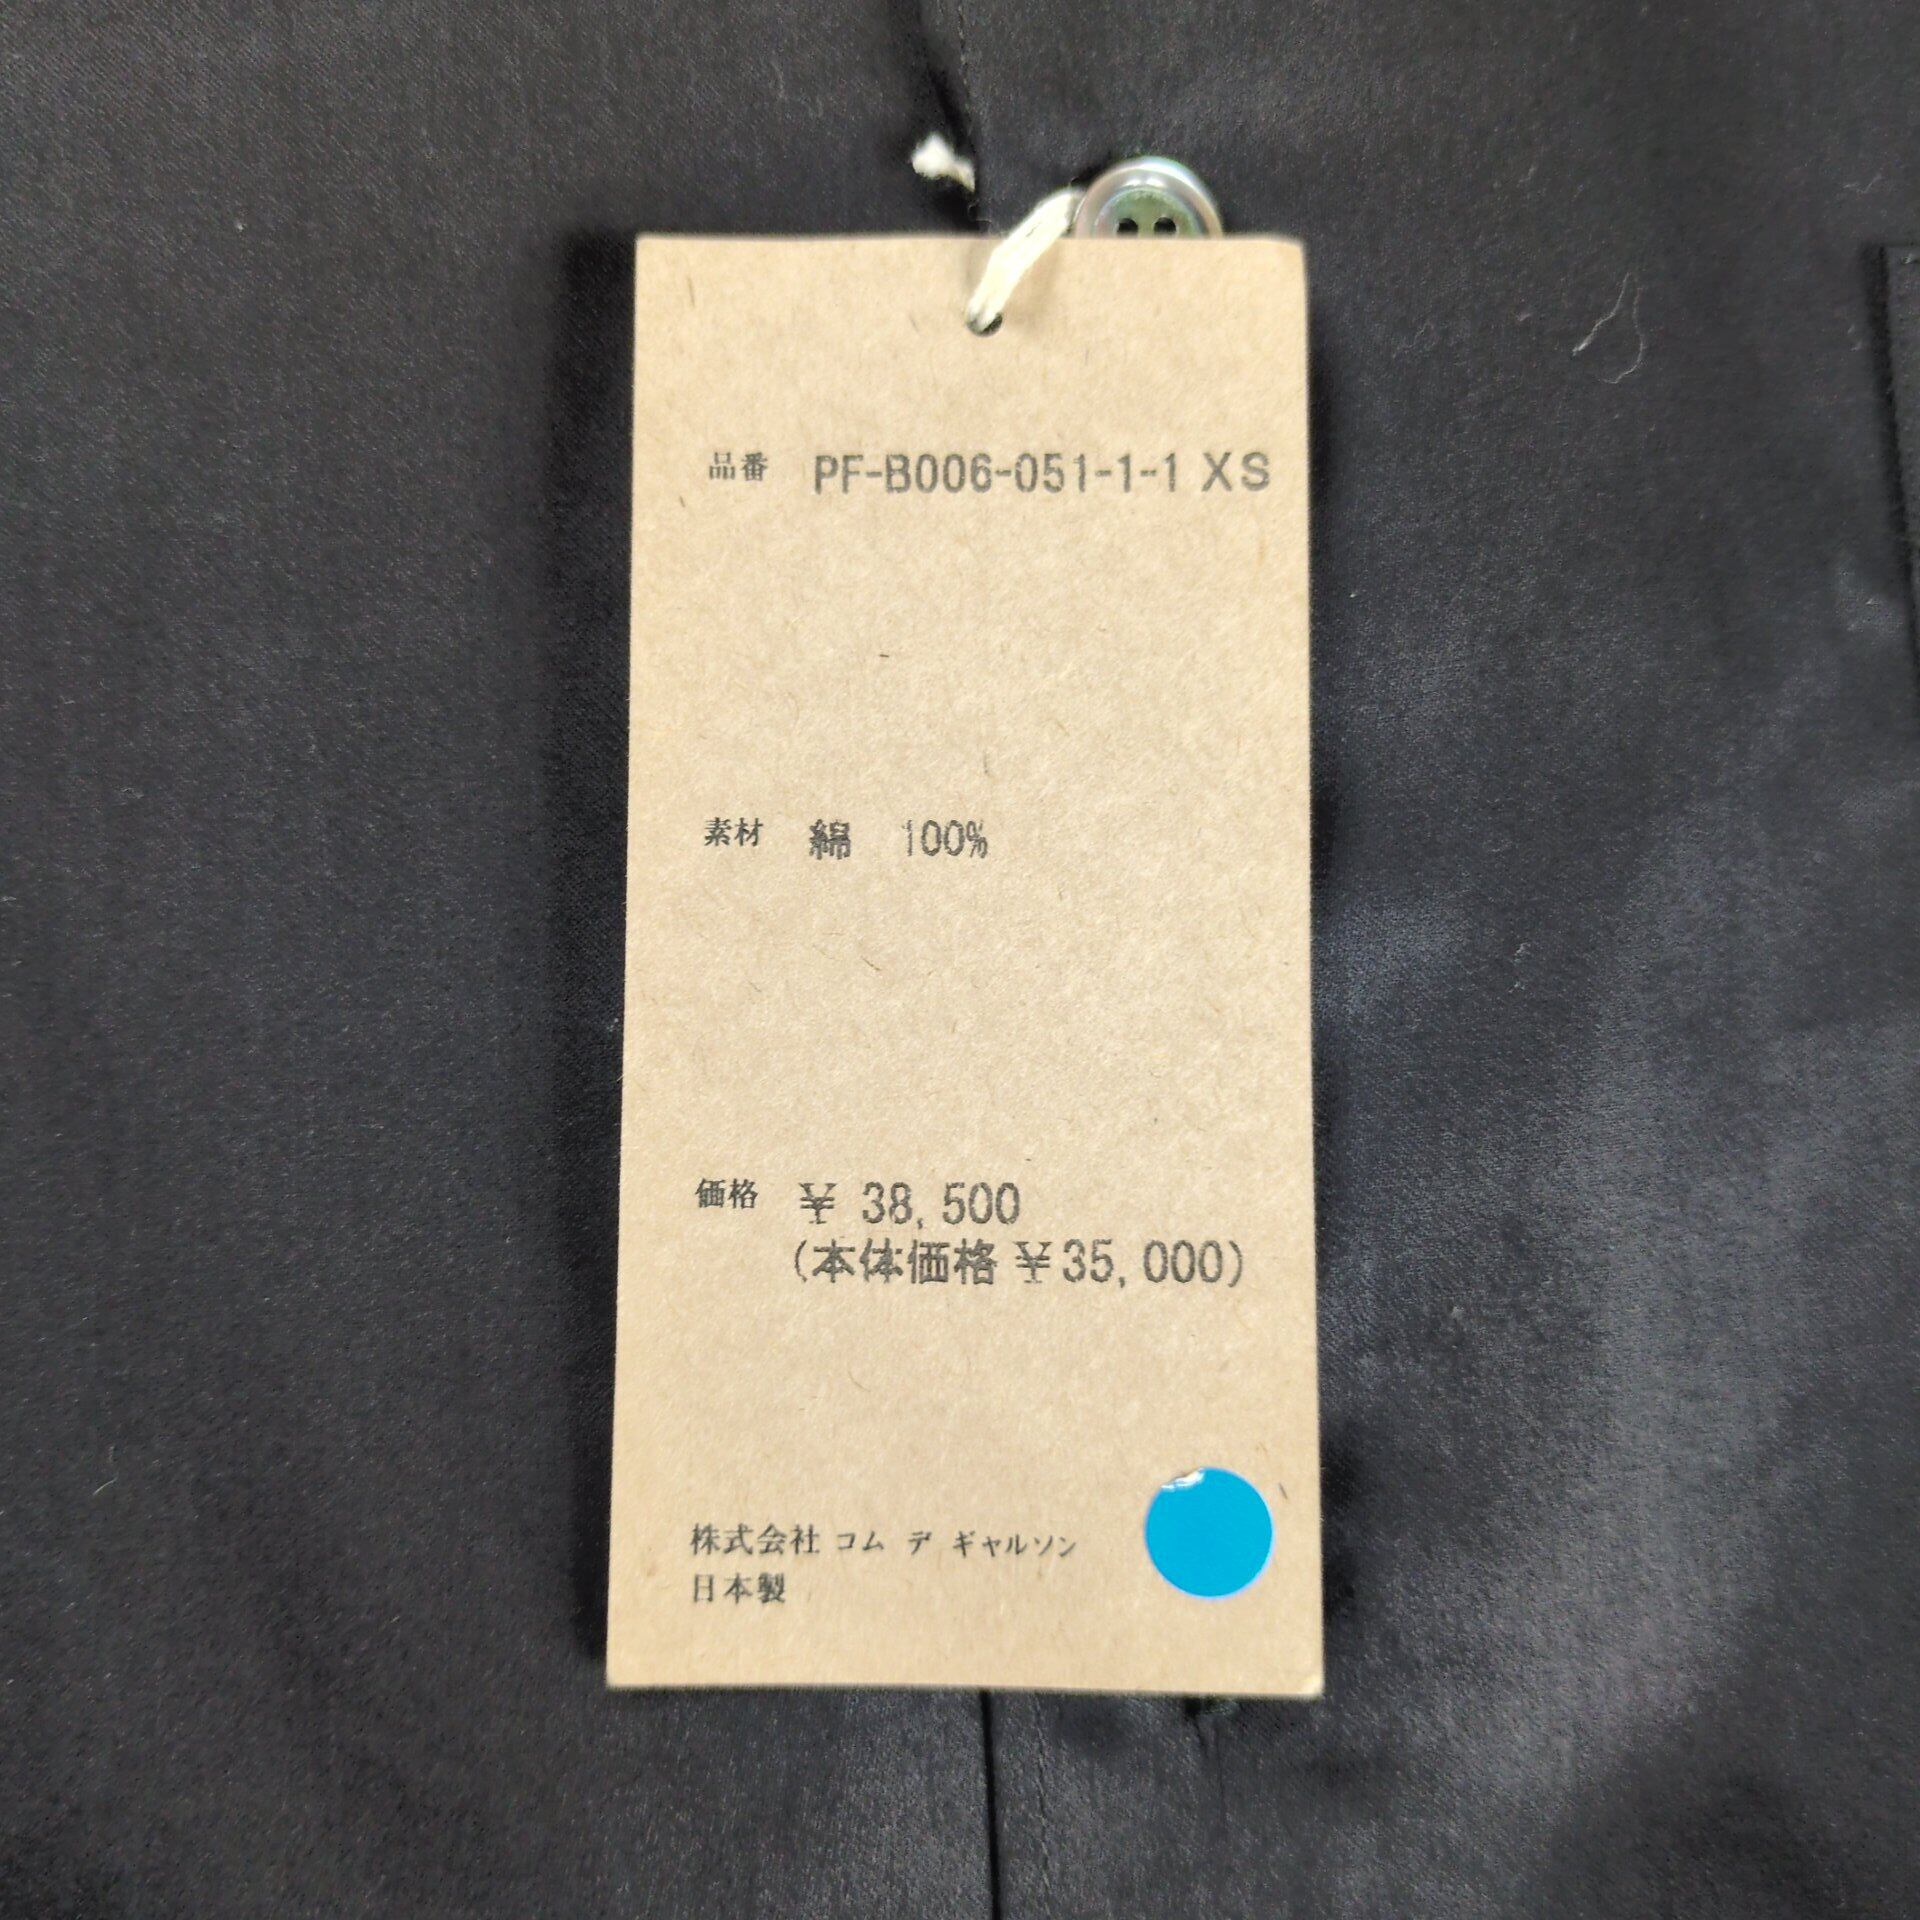 品番 PF-B006-051-1-1 XS
素材 綿 100%
価格 ¥ 38,500
(本体価格 ¥35,000)
株式会社 コム デ ギャルソン
日本製